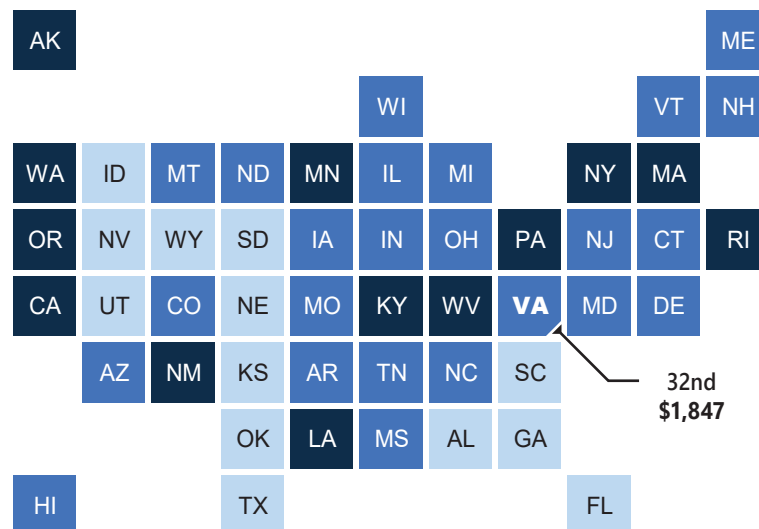 AK ME
WI VT NH
WA ID MT ND MN IL MI NY MA
OR NV WY SD IA IN OH PA NJ CT RI
CA UT CO NE MO KY WV VA MD DE
AZ NM KS AR TN NC SC
32nd
$1,847
OK LA MS AL GA
HI TX FL